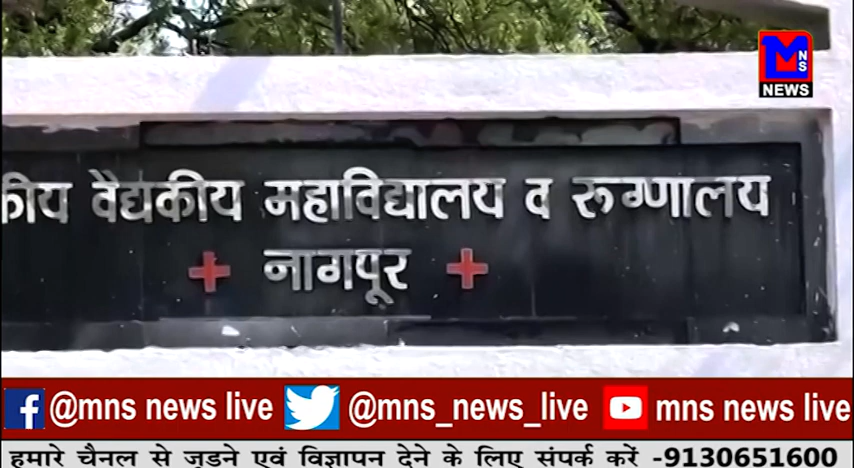 MNS
NEWS
कीय वैद्यकीय महाविद्यालय व रुग्णालय
+ नागपूर +
f @mns news live @mns_news_live mns news live
हमारे चैनल से जुडने एवं विज्ञापन देने के लिए संपर्क करें -9130651600